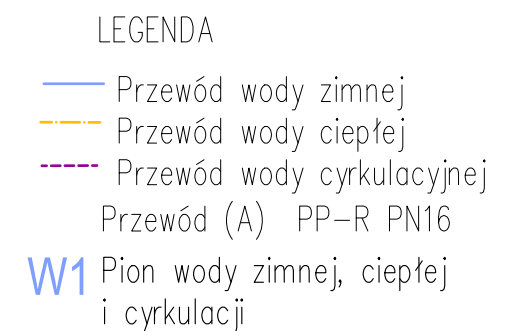 LEGENDA
Przewód wody zimnej
Przewód wody ciepłej
Przewód wody cyrkulacyjnej
Przewód (A) PP-R PN16
W1 Pion wody zimnej, ciepłej
i cyrkulacji